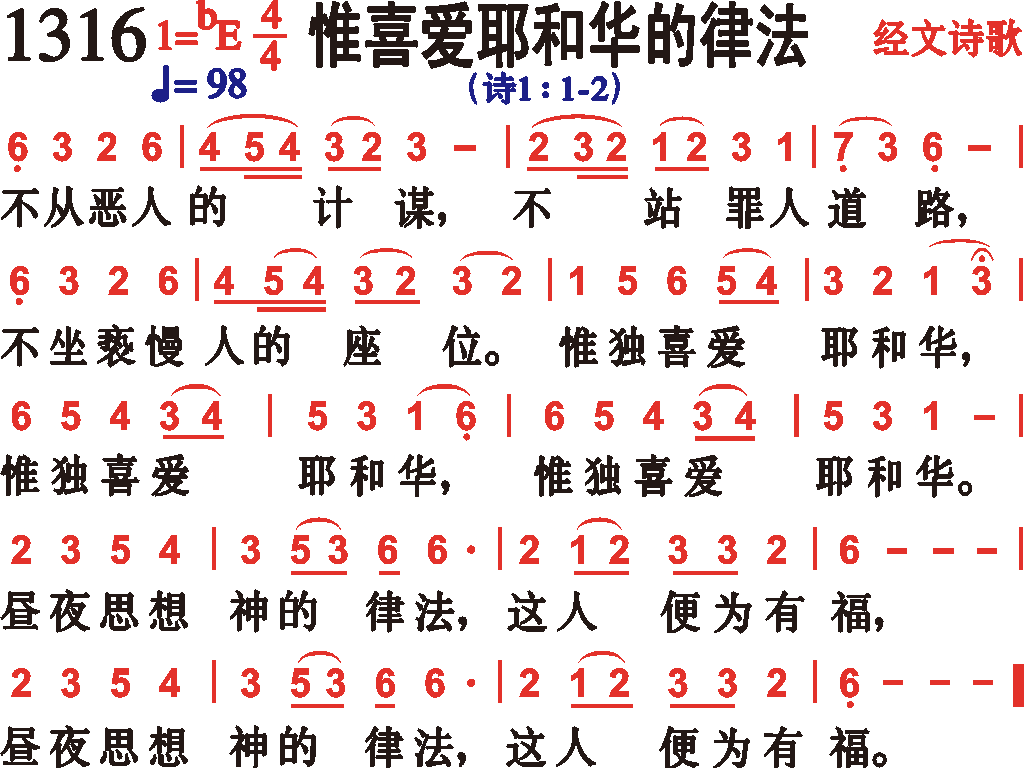 1316 1=bE 4/4 惟喜爱耶和华的律法 经文诗歌
♩= 98 (诗1：1-2)
6̣ 3 2 6 | 4 5 4 3 2 3 – | 2 3 2 1 2 3 1 | 7̣ 3 6̣ – |
不从恶人的 计 谋， 不 站 罪人道 路，
6̣ 3 2 6 | 4 5 4 3 2 3 2 | 1 5 6 5 4 | 3 2 1 3 |
不坐亵慢 人的 座 位。 惟独喜爱 耶和华，
6 5 4 3 4 | 5 3 1 6̣ | 6 5 4 3 4 | 5 3 1 – |
惟独喜爱 耶和华， 惟独喜爱 耶和华。
2 3 5 4 | 3 5 3 6 6 · | 2 1 2 3 3 2 | 6 – – – |
昼夜思想 神的 律法，这人 便为有 福，
2 3 5 4 | 3 5 3 6 6 · | 2 1 2 3 3 2 | 6̣ – – –
昼夜思想 神的 律法，这人 便为有 福。